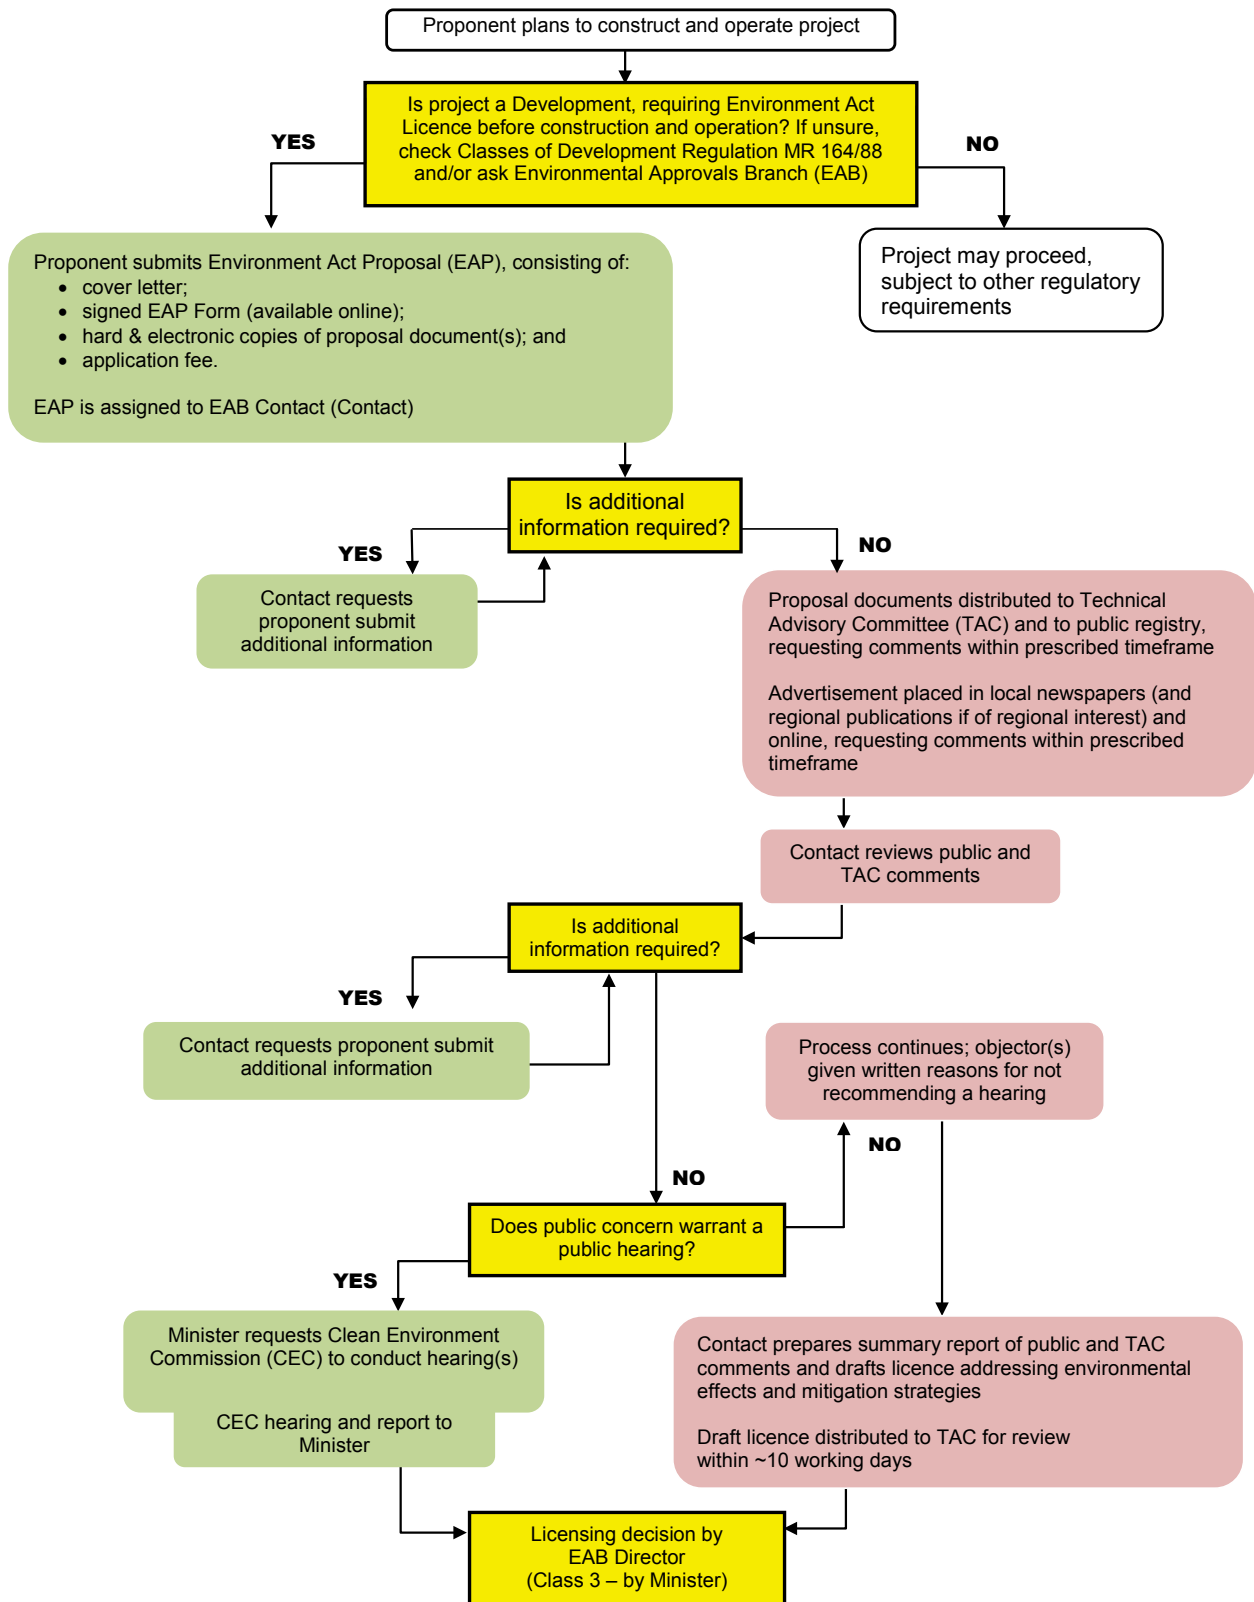 Proponent plans to construct and operate project
Is project a Development, requiring Environment Act
Licence before construction and operation? If unsure,
check Classes of Development Regulation MR 164/88
and/or ask Environmental Approvals Branch (EAB)
YES
NO
Proponent submits Environment Act Proposal (EAP), consisting of:
• cover letter;
• signed EAP Form (available online);
• hard & electronic copies of proposal document(s); and
• application fee.
EAP is assigned to EAB Contact (Contact)
Project may proceed,
subject to other regulatory
requirements
Is additional
information required?
YES
NO
Contact requests
proponent submit
additional information
Proposal documents distributed to Technical
Advisory Committee (TAC) and to public registry,
requesting comments within prescribed timeframe
Advertisement placed in local newspapers (and
regional publications if of regional interest) and
online, requesting comments within prescribed
timeframe
Contact reviews public and
TAC comments
Is additional
information required?
YES
Contact requests proponent submit
additional information
Process continues; objector(s)
given written reasons for not
recommending a hearing
NO
NO
Does public concern warrant a
public hearing?
YES
Minister requests Clean Environment
Commission (CEC) to conduct hearing(s)
CEC hearing and report to
Minister
Contact prepares summary report of public and TAC
comments and drafts licence addressing environmental
effects and mitigation strategies
Draft licence distributed to TAC for review
within ~10 working days
Licensing decision by
EAB Director
(Class 3 – by Minister)